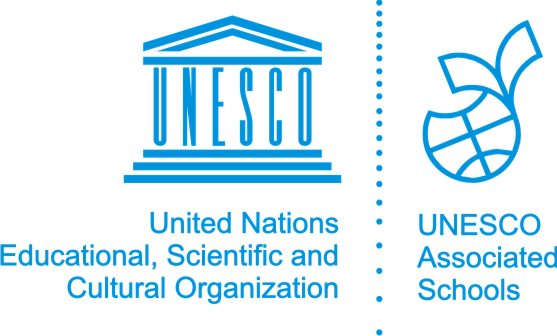 UNESCO
United Nations
Educational, Scientific and
Cultural Organization
UNESCO
Associated
Schools